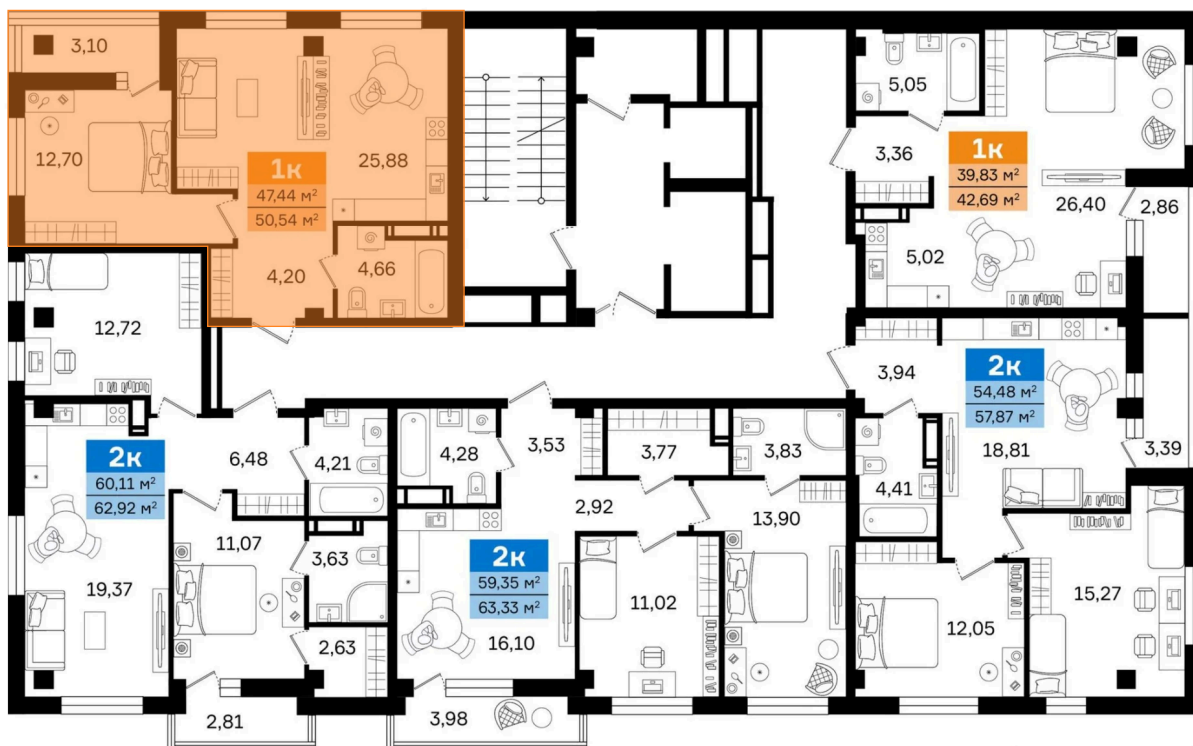 3,10
12,70
25,88
1к
47,44 м²
50,54 м²
4,20
4,66
5,05
3,36
1к
39,83 м²
42,69 м²
26,40
2,86
5,02
12,72
3,94
2к
54,48 м²
57,87 м²
18,81
3,39
4,41
15,27
12,05
2к
60,11 м²
62,92 м²
6,48
4,21
11,07
3,63
19,37
2,63
2,81
4,28
3,53
3,77
3,83
2,92
13,90
2к
59,35 м²
63,33 м²
11,02
16,10
3,98